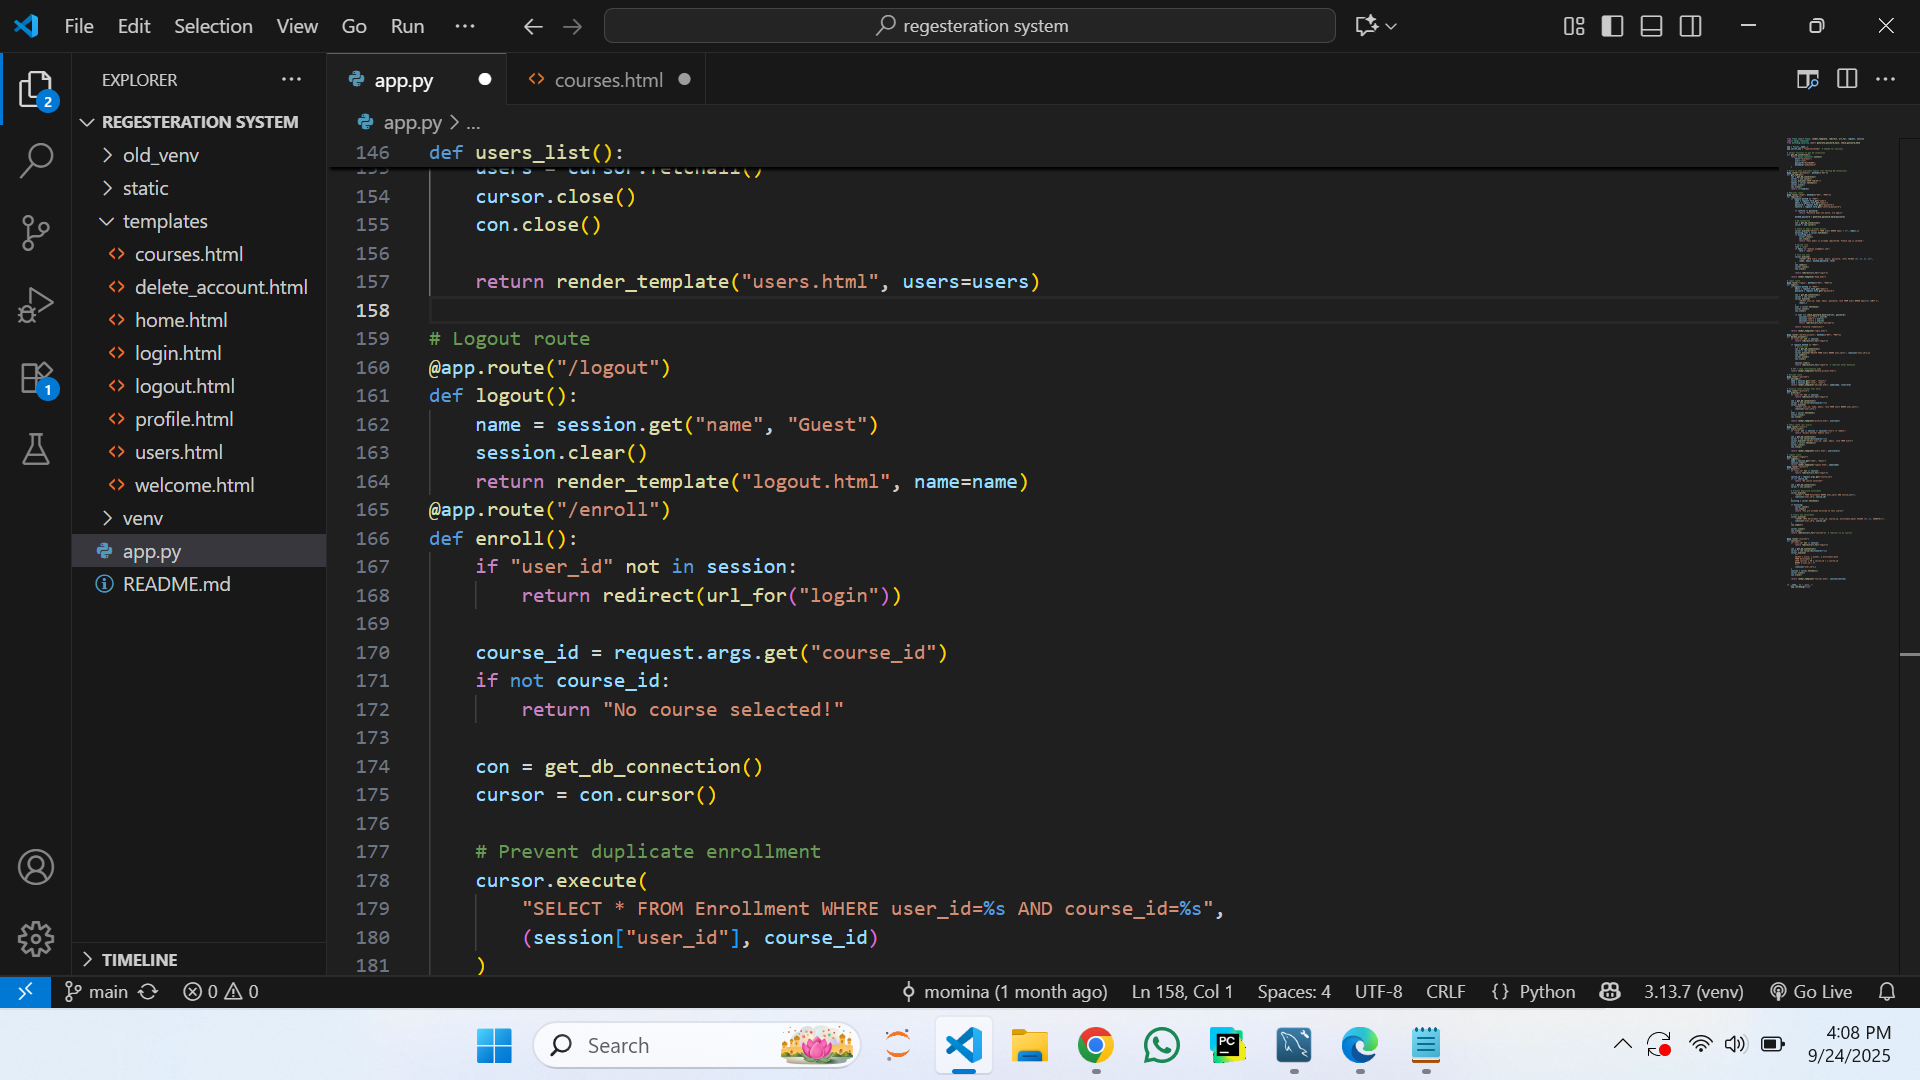 File Edit Selection View Go Run ...
regesteration system
EXPLORER
app.py
courses.html
2
REGESTERATION SYSTEM
app.py > ...
old_venv
static
templates
courses.html
delete_account.html
home.html
login.html
logout.html
profile.html
users.html
welcome.html
venv
app.py
README.md
1
TIMELINE
146 def users_list():
153 users = cursor.fetchall()
154 cursor.close()
155 con.close()
156
157 return render_template("users.html", users=users)
158
159 # Logout route
160 @app.route("/logout")
161 def logout():
162 name = session.get("name", "Guest")
163 session.clear()
164 return render_template("logout.html", name=name)
165 @app.route("/enroll")
166 def enroll():
167 if "user_id" not in session:
168 return redirect(url_for("login"))
169
170 course_id = request.args.get("course_id")
171 if not course_id:
172 return "No course selected!"
173
174 con = get_db_connection()
175 cursor = con.cursor()
176
177 # Prevent duplicate enrollment
178 cursor.execute(
179 "SELECT * FROM Enrollment WHERE user_id=%s AND course_id=%s",
180 (session["user_id"], course_id)
181 )
main 0 0 momina (1 month ago) Ln 158, Col 1 Spaces: 4 UTF-8 CRLF {} Python 3.13.7 (venv) Go Live
Search
PC
4:08 PM
9/24/2025